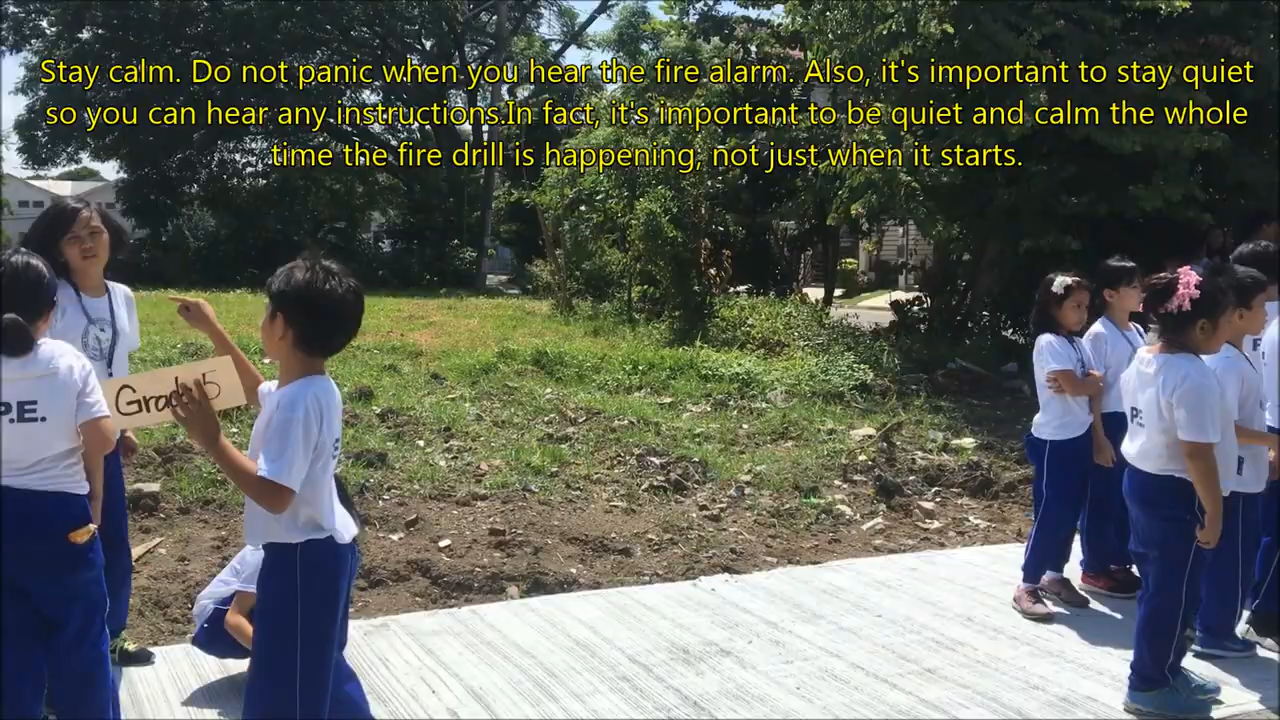 Stay calm. Do not panic when you hear the fire alarm. Also, it's important to stay quiet
so you can hear any instructions.In fact, it's important to be quiet and calm the whole
time the fire drill is happening, not just when it starts.
Grade 5
P.E.
P.E.